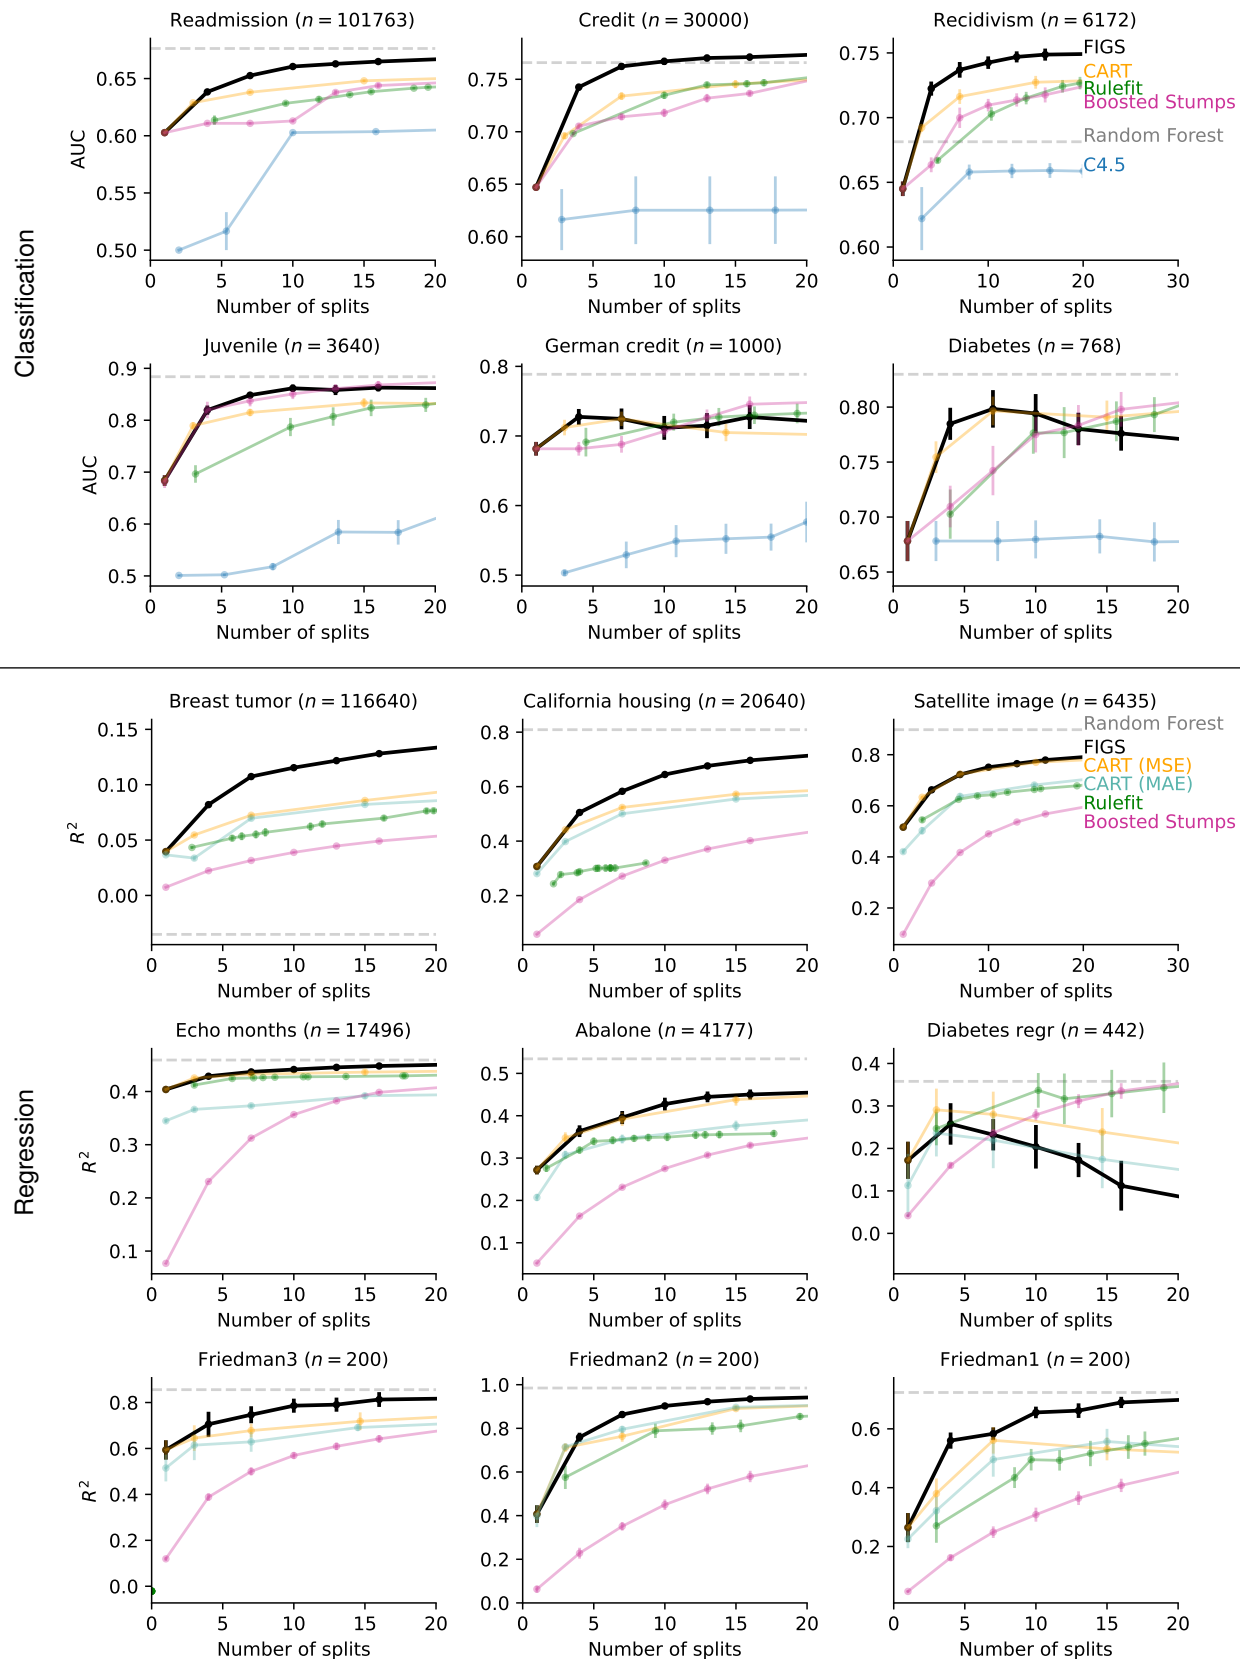 Classification
Readmission (n = 101763)
AUC
0.65
0.60
0.55
0.50
0 5 10 15 20
Number of splits
Credit (n = 30000)
0.75
0.70
0.65
0.60
0 5 10 15 20
Number of splits
Recidivism (n = 6172)
0.75
0.70
0.65
0.60
FIGS
CART
Rulefit
Boosted Stumps
Random Forest
C4.5
0 10 20 30
Number of splits
Juvenile (n = 3640)
AUC
0.9
0.8
0.7
0.6
0.5
0 5 10 15 20
Number of splits
German credit (n = 1000)
0.8
0.7
0.6
0.5
0 5 10 15 20
Number of splits
Diabetes (n = 768)
0.80
0.75
0.70
0.65
0 5 10 15 20
Number of splits
Regression
Breast tumor (n = 116640)
R²
0.15
0.10
0.05
0.00
0 5 10 15 20
Number of splits
California housing (n = 20640)
0.8
0.6
0.4
0.2
0 5 10 15 20
Number of splits
Satellite image (n = 6435)
0.8
0.6
0.4
0.2
Random Forest
FIGS
CART (MSE)
CART (MAE)
Rulefit
Boosted Stumps
0 10 20 30
Number of splits
Echo months (n = 17496)
R²
0.4
0.3
0.2
0.1
0 5 10 15 20
Number of splits
Abalone (n = 4177)
0.5
0.4
0.3
0.2
0.1
0 5 10 15 20
Number of splits
Diabetes regr (n = 442)
0.4
0.3
0.2
0.1
0.0
0 5 10 15 20
Number of splits
Friedman3 (n = 200)
R²
0.8
0.6
0.4
0.2
0.0
0 5 10 15 20
Number of splits
Friedman2 (n = 200)
1.0
0.8
0.6
0.4
0.2
0.0
0 5 10 15 20
Number of splits
Friedman1 (n = 200)
0.6
0.4
0.2
0 5 10 15 20
Number of splits